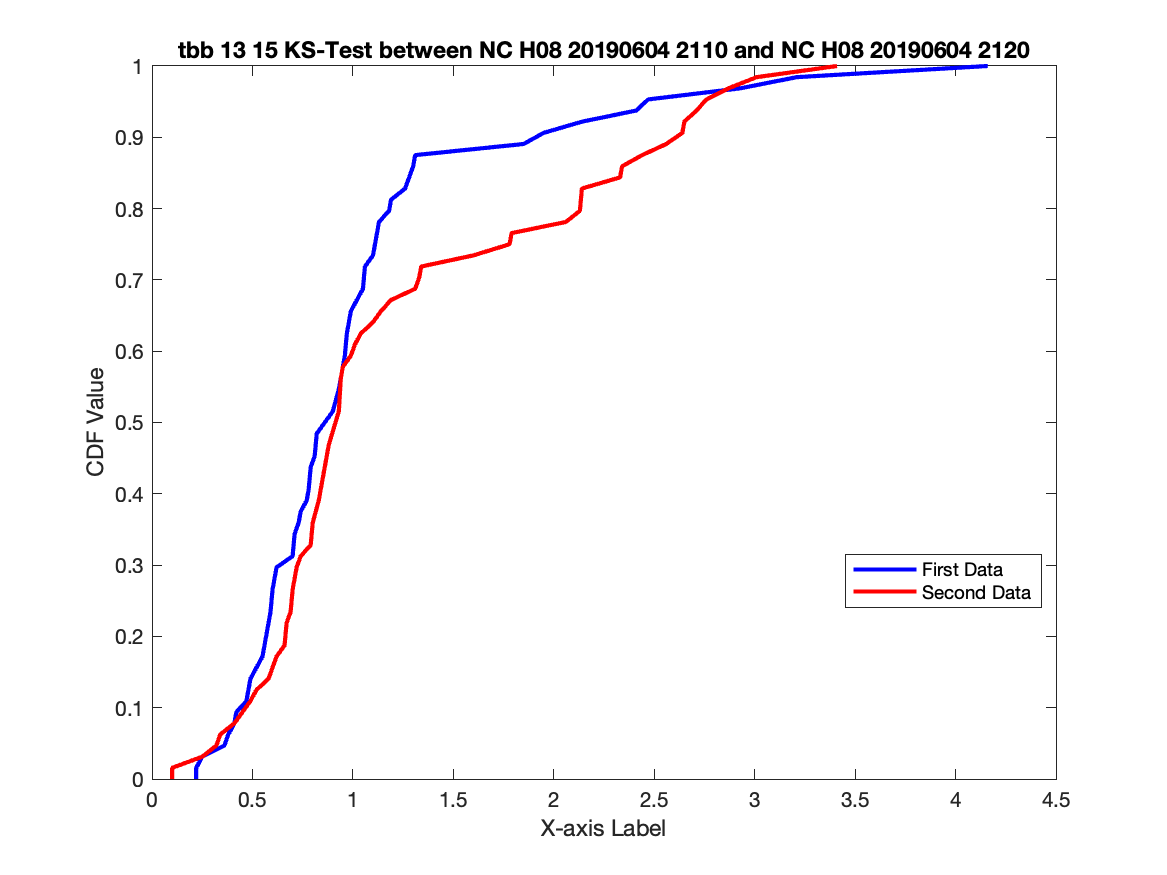 tbb 13 15 KS-Test between NC H08 20190604 2110 and NC H08 20190604 2120
1
0.9
0.8
0.7
0.6
0.5
0.4
0.3
0.2
0.1
0
CDF Value
First Data
Second Data
0 0.5 1 1.5 2 2.5 3 3.5 4 4.5
X-axis Label